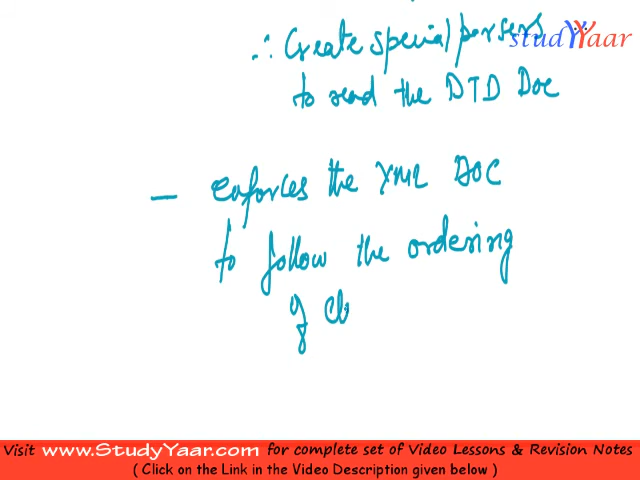 ∴ Create special parsers
studYYaar
to read the DTD Doc
— enforces the XML DOC
to follow the ordering
of
Visit www.StudyYaar.com for complete set of Video Lessons & Revision Notes
( Click on the Link in the Video Description given below )